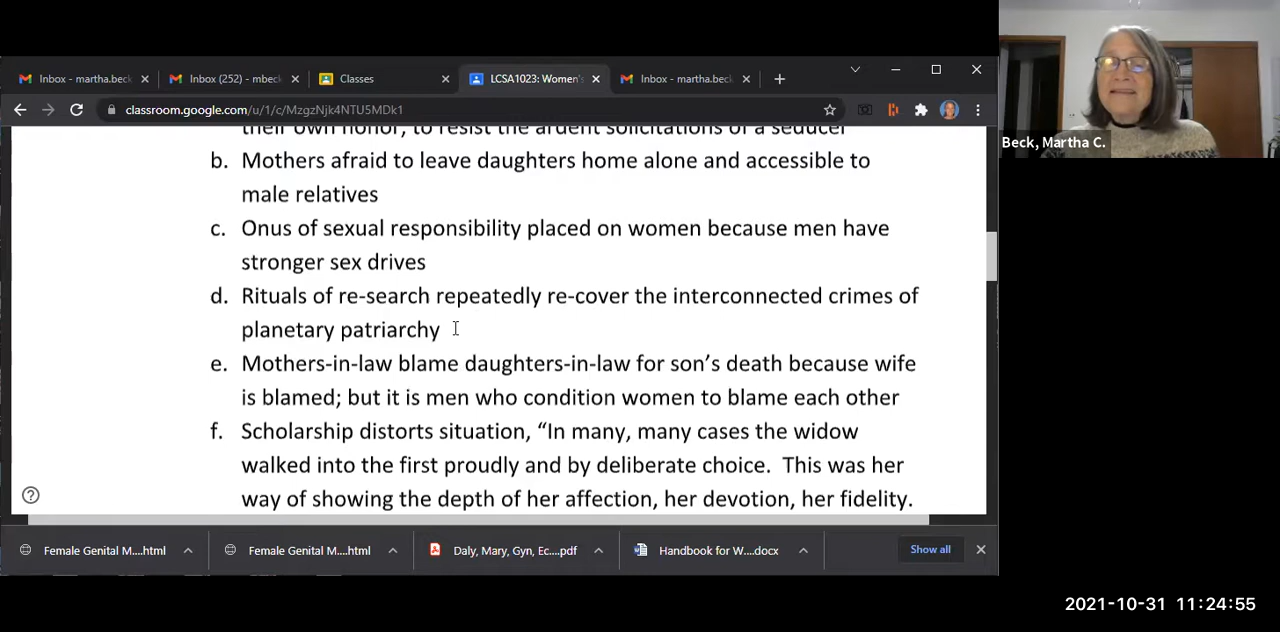 Inbox - martha.beck
Inbox (252) - mbeck
Classes
LCSA1023: Women's
Inbox - martha.beck
classroom.google.com/u/1/c/MzgzNjk4NTU5MDk1
their own honor, to resist the ardent solicitations of a seducer
b. Mothers afraid to leave daughters home alone and accessible to
male relatives
c. Onus of sexual responsibility placed on women because men have
stronger sex drives
d. Rituals of re-search repeatedly re-cover the interconnected crimes of
planetary patriarchy
e. Mothers-in-law blame daughters-in-law for son's death because wife
is blamed; but it is men who condition women to blame each other
f. Scholarship distorts situation, “In many, many cases the widow
walked into the first proudly and by deliberate choice. This was her
way of showing the depth of her affection, her devotion, her fidelity.
Female Genital M....html
Female Genital M....html
Daly, Mary, Gyn, Ec....pdf
Handbook for W....docx
Show all
Beck, Martha C.
2021-10-31 11:24:55